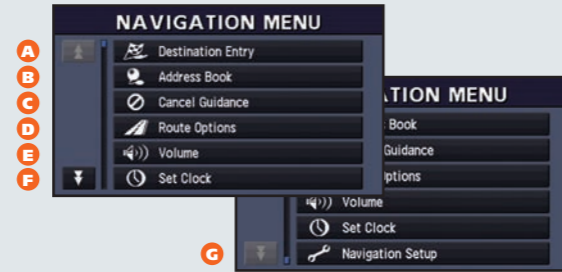 NAVIGATION MENU
A Destination Entry
B Address Book
C Cancel Guidance
D Route Options
E Volume
F Set Clock
TION MENU
Book
Guidance
ptions
Volume
Set Clock
G Navigation Setup